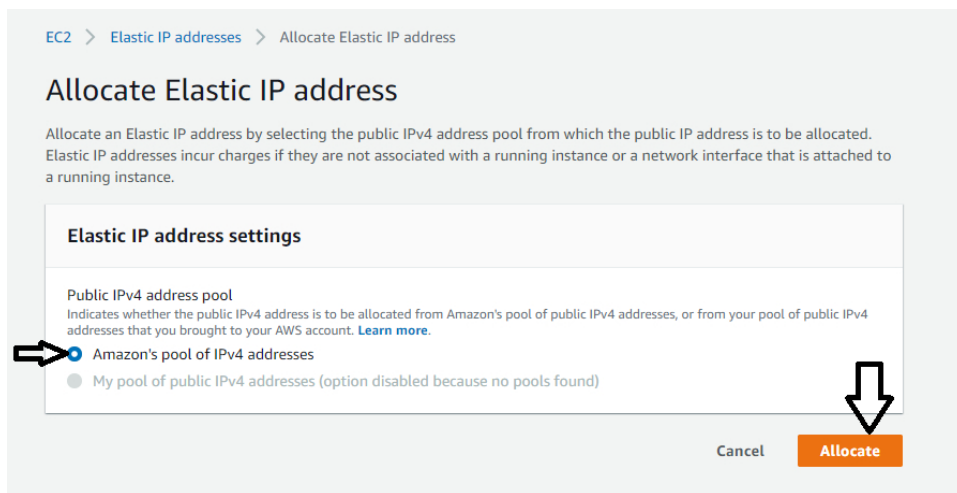 EC2 > Elastic IP addresses > Allocate Elastic IP address
Allocate Elastic IP address
Allocate an Elastic IP address by selecting the public IPv4 address pool from which the public IP address is to be allocated.
Elastic IP addresses incur charges if they are not associated with a running instance or a network interface that is attached to
a running instance.
Elastic IP address settings
Public IPv4 address pool
Indicates whether the public IPv4 address is to be allocated from Amazon's pool of public IPv4 addresses, or from your pool of public IPv4
addresses that you brought to your AWS account. Learn more.
Amazon's pool of IPv4 addresses
My pool of public IPv4 addresses (option disabled because no pools found)
Cancel Allocate